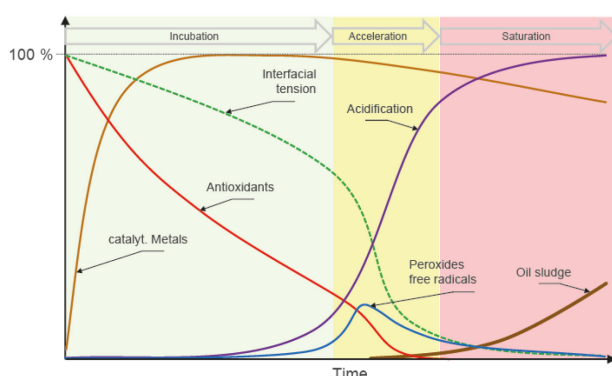 Incubation
Acceleration
Saturation
100 %
Interfacial
tension
Acidification
Antioxidants
catalyt. Metals
Peroxides
free radicals
Oil sludge
Time